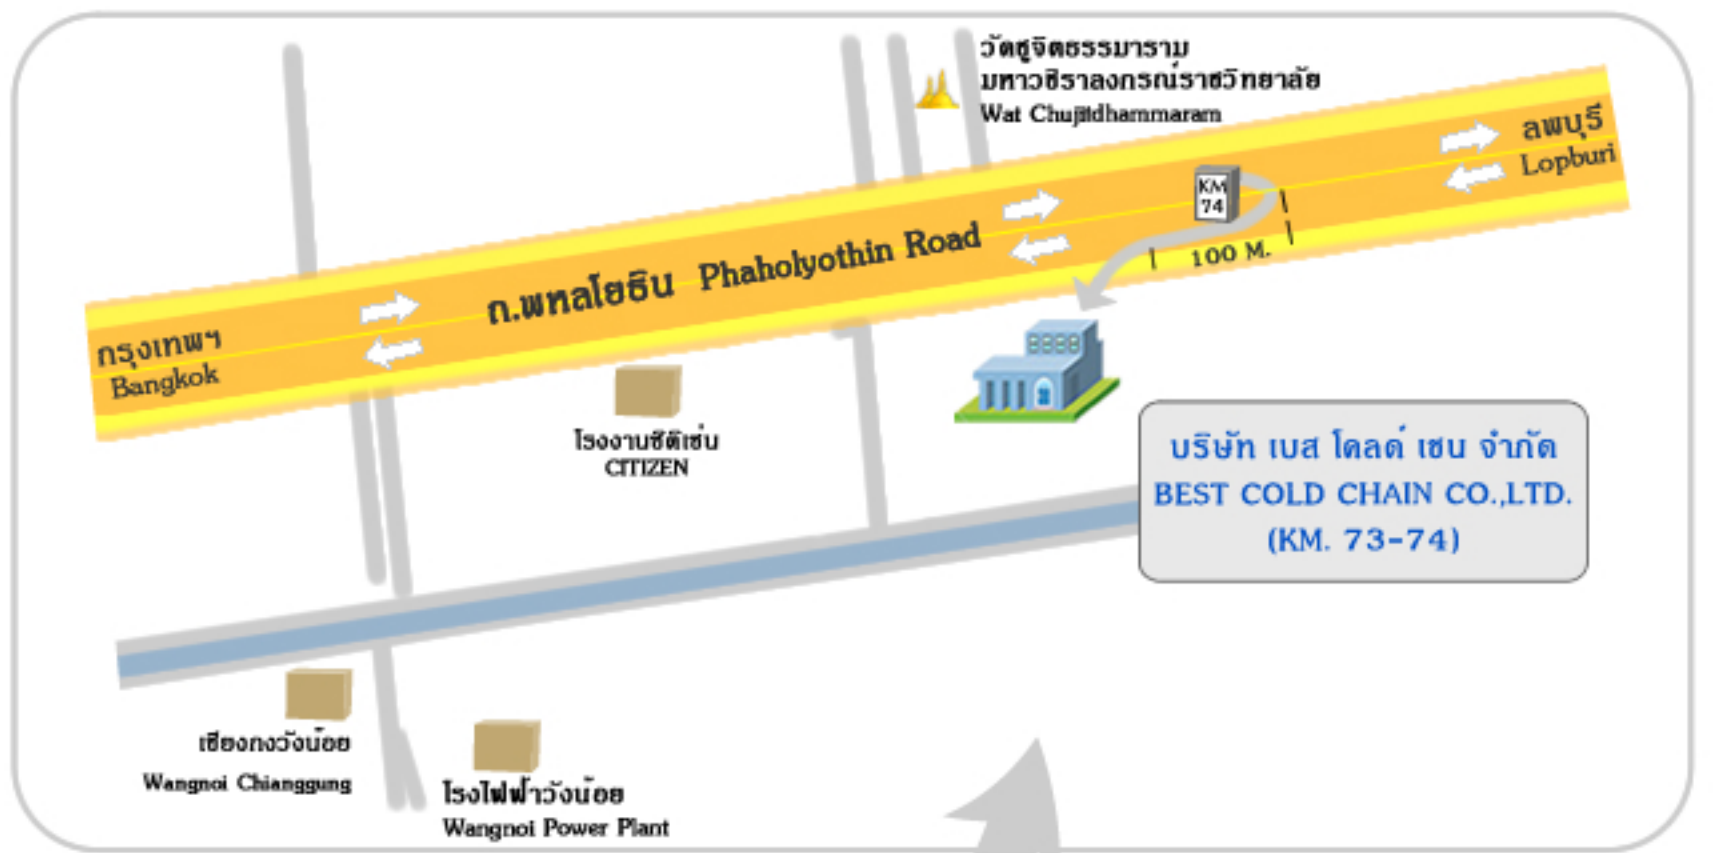 วัดชูจิตธรรมาราม
มหาวชิราลงกรณ์ราชวิทยาลัย
Wat Chujitdhammaram
ลพบุรี
Lopburi
KM
74
100 M.
ถ.พหลโยธิน Phaholyothin Road
กรุงเทพฯ
Bangkok
โรงงานซิติเซ่น
CITIZEN
บริษัท เบส โคลด์ เชน จำกัด
BEST COLD CHAIN CO.,LTD.
(KM. 73-74)
เชียงกงวังน้อย
Wangnoi Chianggung
โรงไฟฟ้าวังน้อย
Wangnoi Power Plant